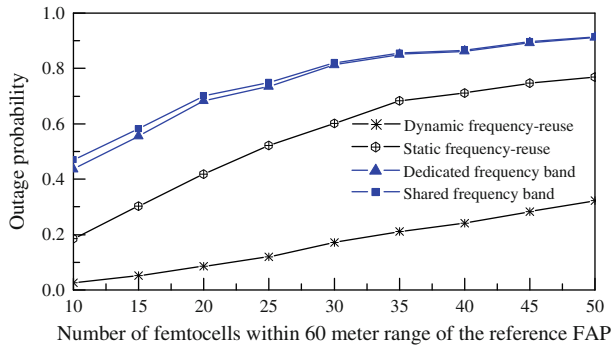 1.0
0.8
0.6
0.4
0.2
0.0
Outage probability
Dynamic frequency-reuse
Static frequency-reuse
Dedicated frequency band
Shared frequency band
10 15 20 25 30 35 40 45 50
Number of femtocells within 60 meter range of the reference FAP